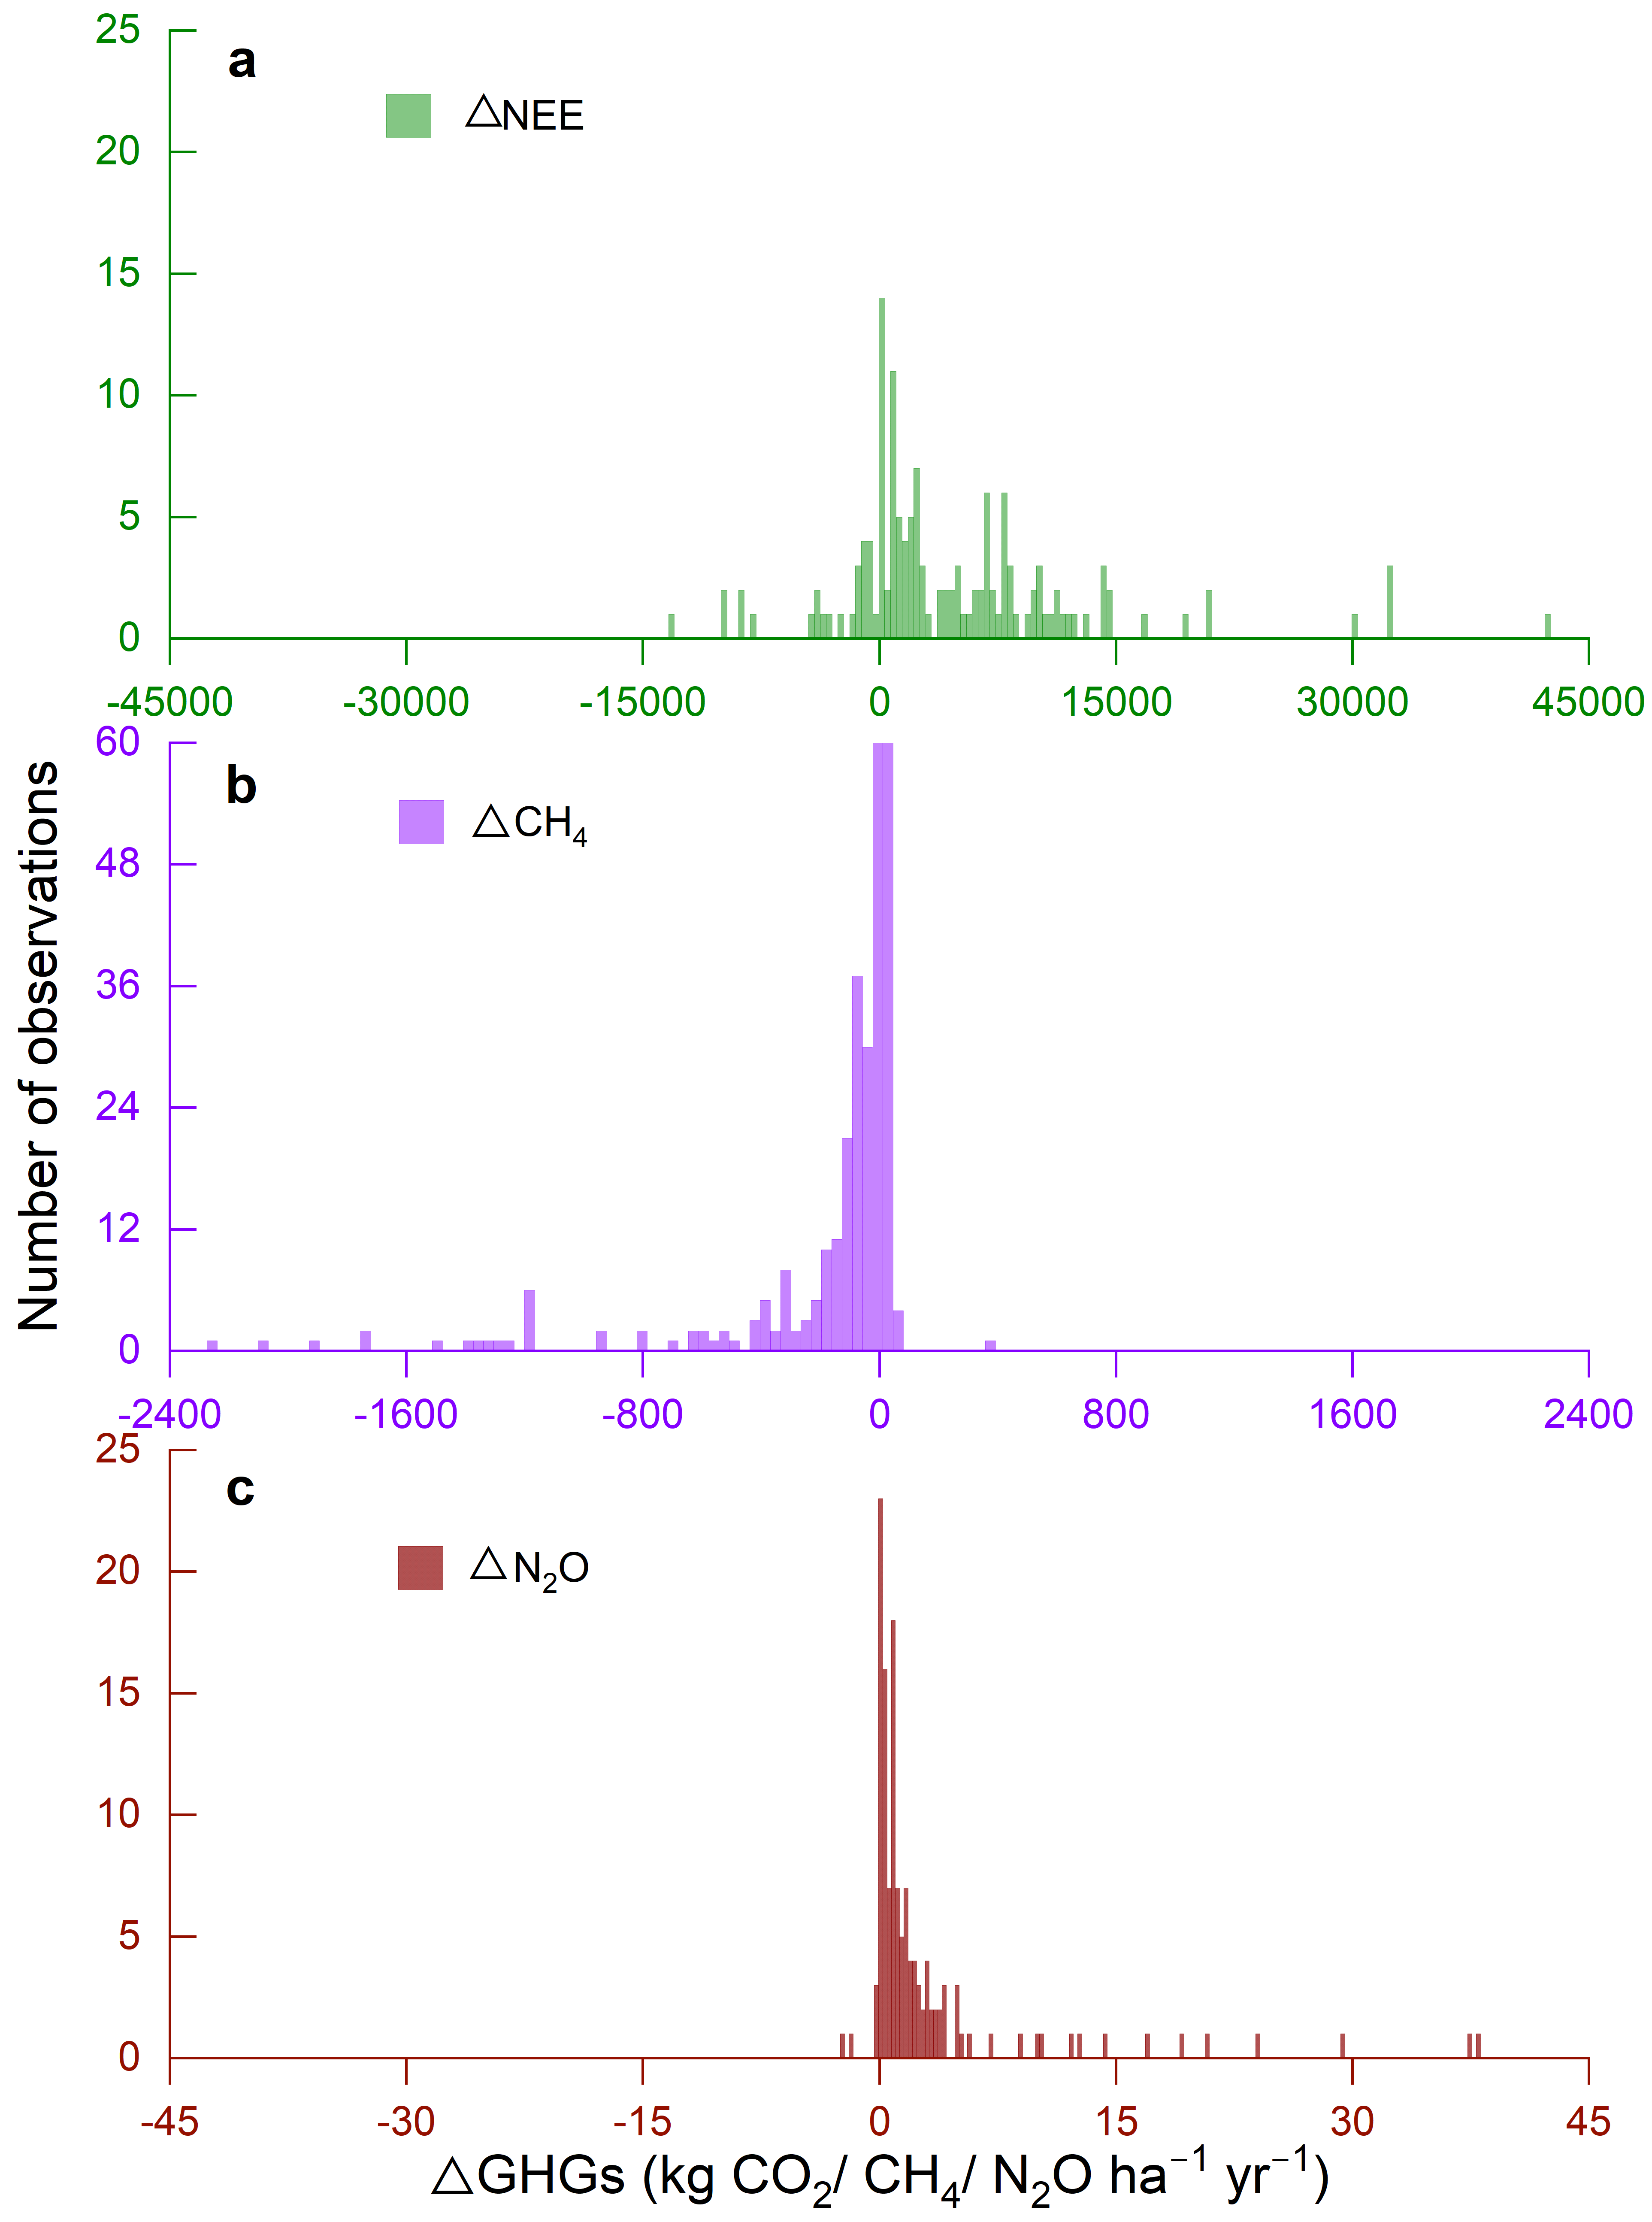 25
a
△NEE
20
15
10
5
0
-45000 -30000 -15000 0 15000 30000 45000
Number of observations
60
b
△CH₄
48
36
24
12
0
-2400 -1600 -800 0 800 1600 2400
25
c
△N₂O
20
15
10
5
0
-45 -30 -15 0 15 30 45
△GHGs (kg CO₂/ CH₄/ N₂O ha⁻¹ yr⁻¹)